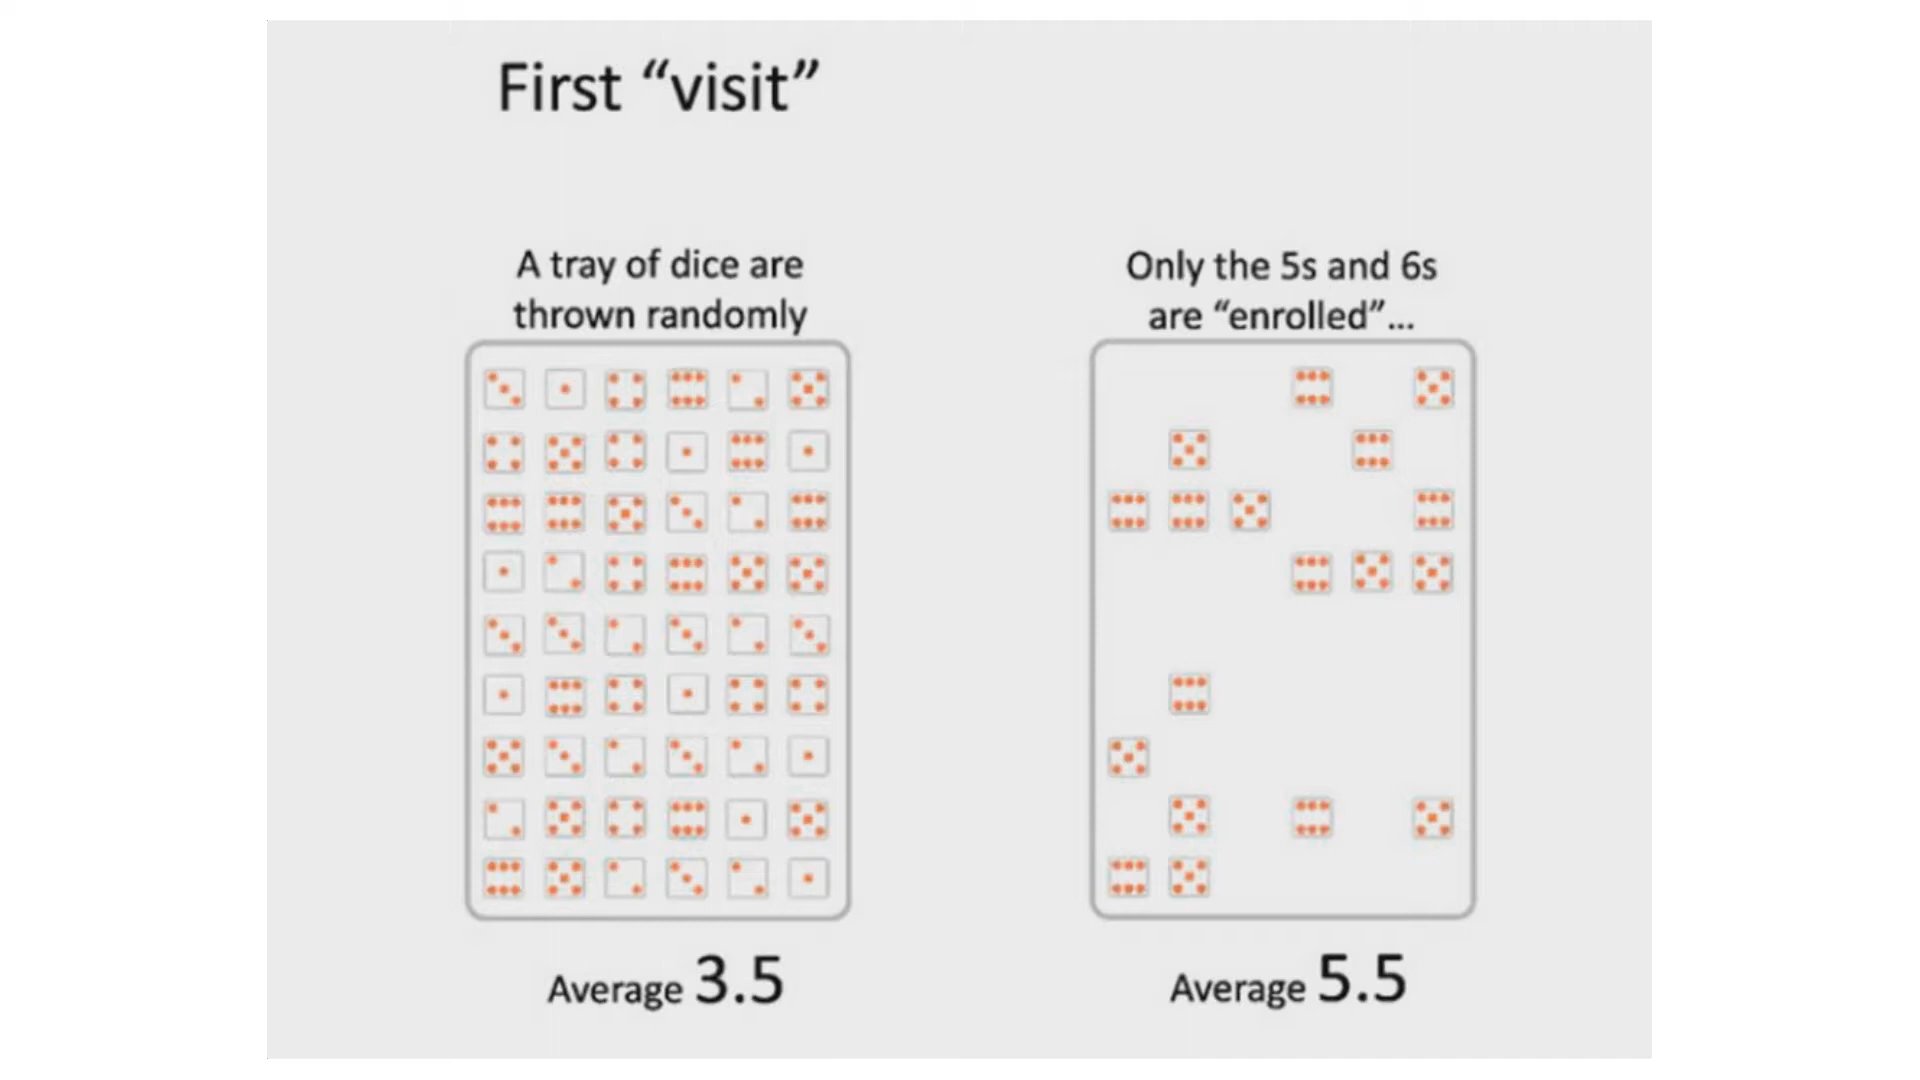 First “visit”
A tray of dice are
thrown randomly
Only the 5s and 6s
are “enrolled”...
Average 3.5
Average 5.5